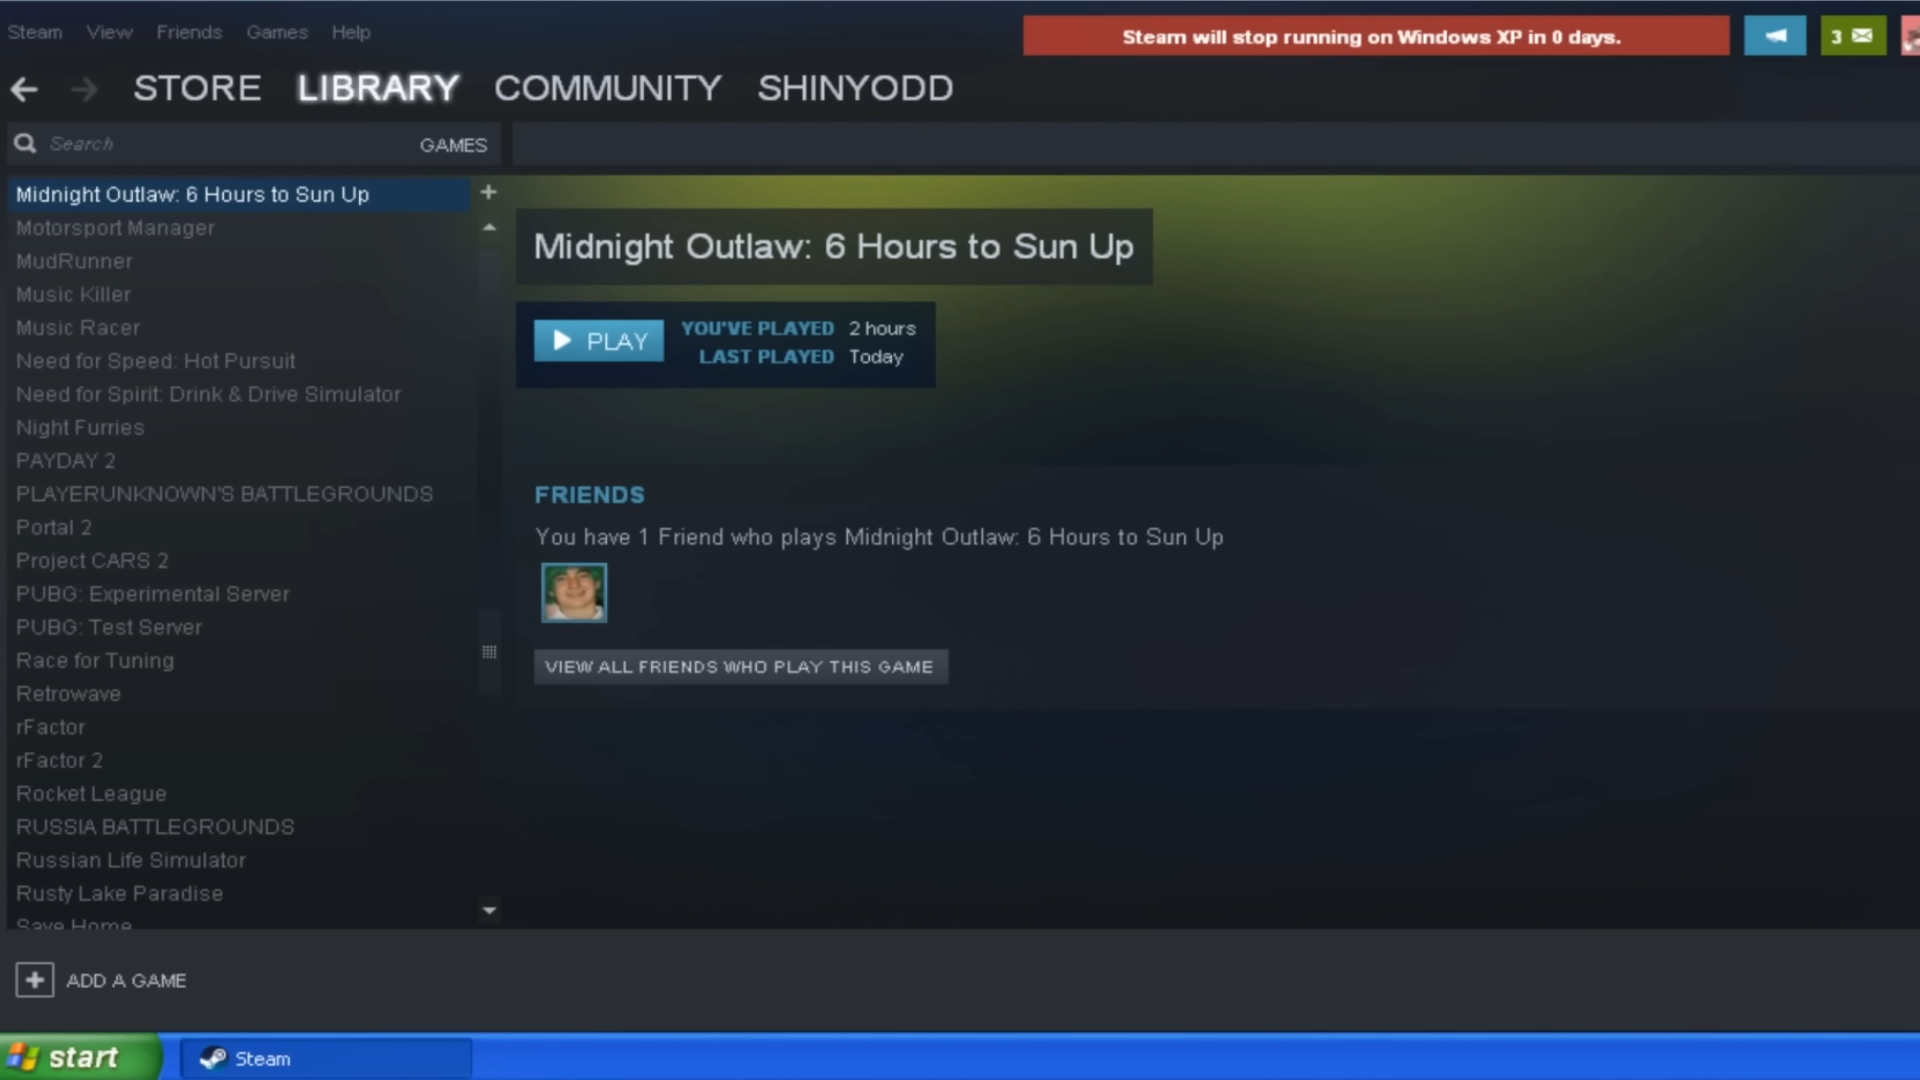 Steam View Friends Games Help
Steam will stop running on Windows XP in 0 days.
3
STORE LIBRARY COMMUNITY SHINYODD
Search GAMES
Midnight Outlaw: 6 Hours to Sun Up
Motorsport Manager
MudRunner
Music Killer
Music Racer
Need for Speed: Hot Pursuit
Need for Spirit: Drink & Drive Simulator
Night Furries
PAYDAY 2
PLAYERUNKNOWN'S BATTLEGROUNDS
Portal 2
Project CARS 2
PUBG: Experimental Server
PUBG: Test Server
Race for Tuning
Retrowave
rFactor
rFactor 2
Rocket League
RUSSIA BATTLEGROUNDS
Russian Life Simulator
Rusty Lake Paradise
Save Home
ADD A GAME
Midnight Outlaw: 6 Hours to Sun Up
PLAY
YOU'VE PLAYED 2 hours
LAST PLAYED Today
FRIENDS
You have 1 Friend who plays Midnight Outlaw: 6 Hours to Sun Up
VIEW ALL FRIENDS WHO PLAY THIS GAME
start
Steam